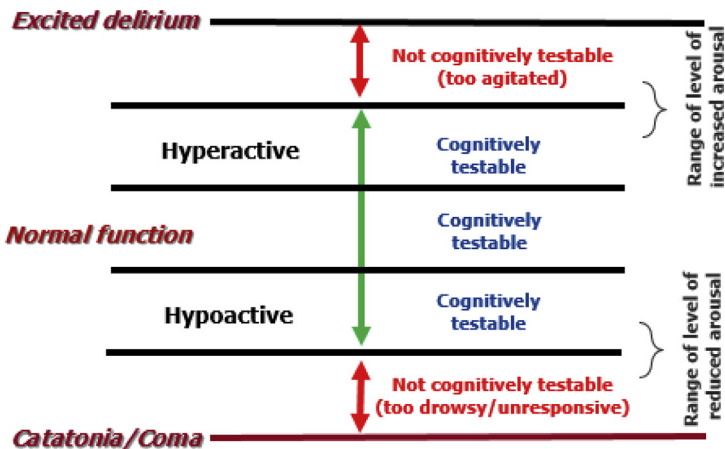 Excited delirium
Not cognitively testable
(too agitated)
Range of level of
increased arousal
Hyperactive
Cognitively
testable
Normal function
Cognitively
testable
Hypoactive
Cognitively
testable
Range of level of
reduced arousal
Not cognitively testable
(too drowsy/unresponsive)
Catatonia/Coma